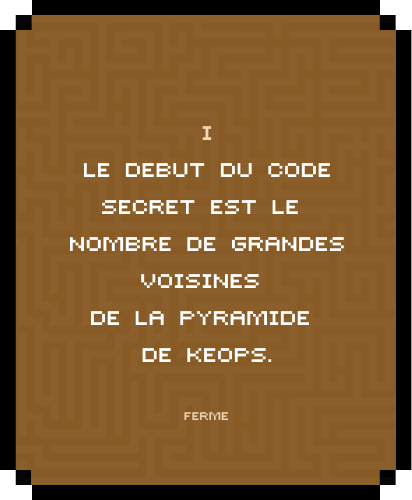 I
LE DEBUT DU CODE
SECRET EST LE
NOMBRE DE GRANDES
VOISINES
DE LA PYRAMIDE
DE KEOPS.
FERME